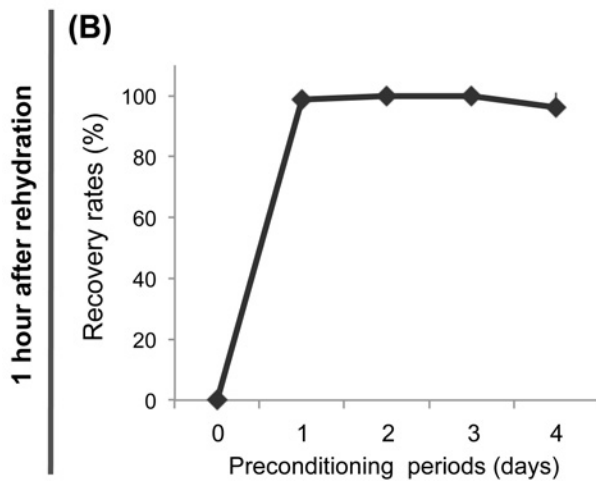 (B)
1 hour after rehydration
Recovery rates (%)
100
80
60
40
20
0
0 1 2 3 4
Preconditioning periods (days)